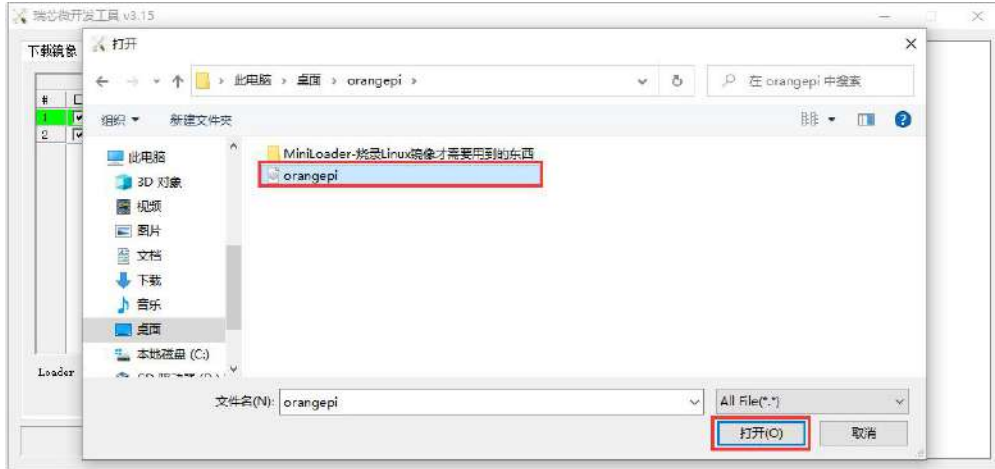 瑞芯微开发工具 v3.15
下载镜像
打开
此电脑 › 桌面 › orangepi ›
在 orangepi 中搜索
#
1
2
组织
新建文件夹
此电脑
3D 对象
视频
图片
文档
下载
音乐
桌面
本地磁盘 (C:)
MiniLoader-烧录Linux镜像才需要用到的东西
orangepi
Loader
文件名(N):
orangepi
All File(*.*)
打开(O)
取消